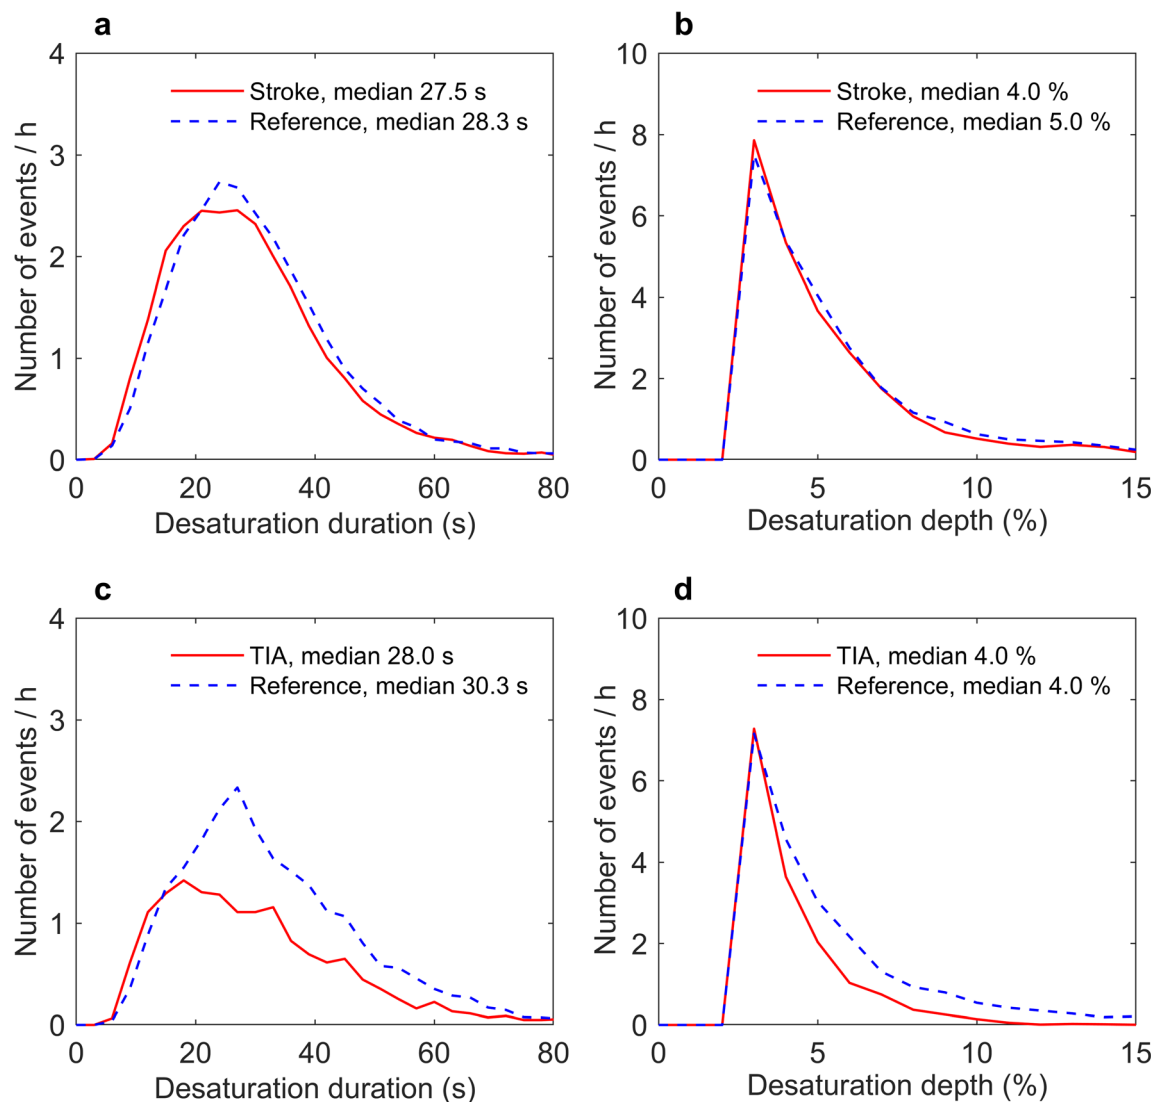 a
Stroke, median 27.5 s
Reference, median 28.3 s
Number of events / h
4
3
2
1
0
0 20 40 60 80
Desaturation duration (s)
b
Stroke, median 4.0 %
Reference, median 5.0 %
Number of events / h
10
8
6
4
2
0
0 5 10 15
Desaturation depth (%)
c
TIA, median 28.0 s
Reference, median 30.3 s
Number of events / h
4
3
2
1
0
0 20 40 60 80
Desaturation duration (s)
d
TIA, median 4.0 %
Reference, median 4.0 %
Number of events / h
10
8
6
4
2
0
0 5 10 15
Desaturation depth (%)